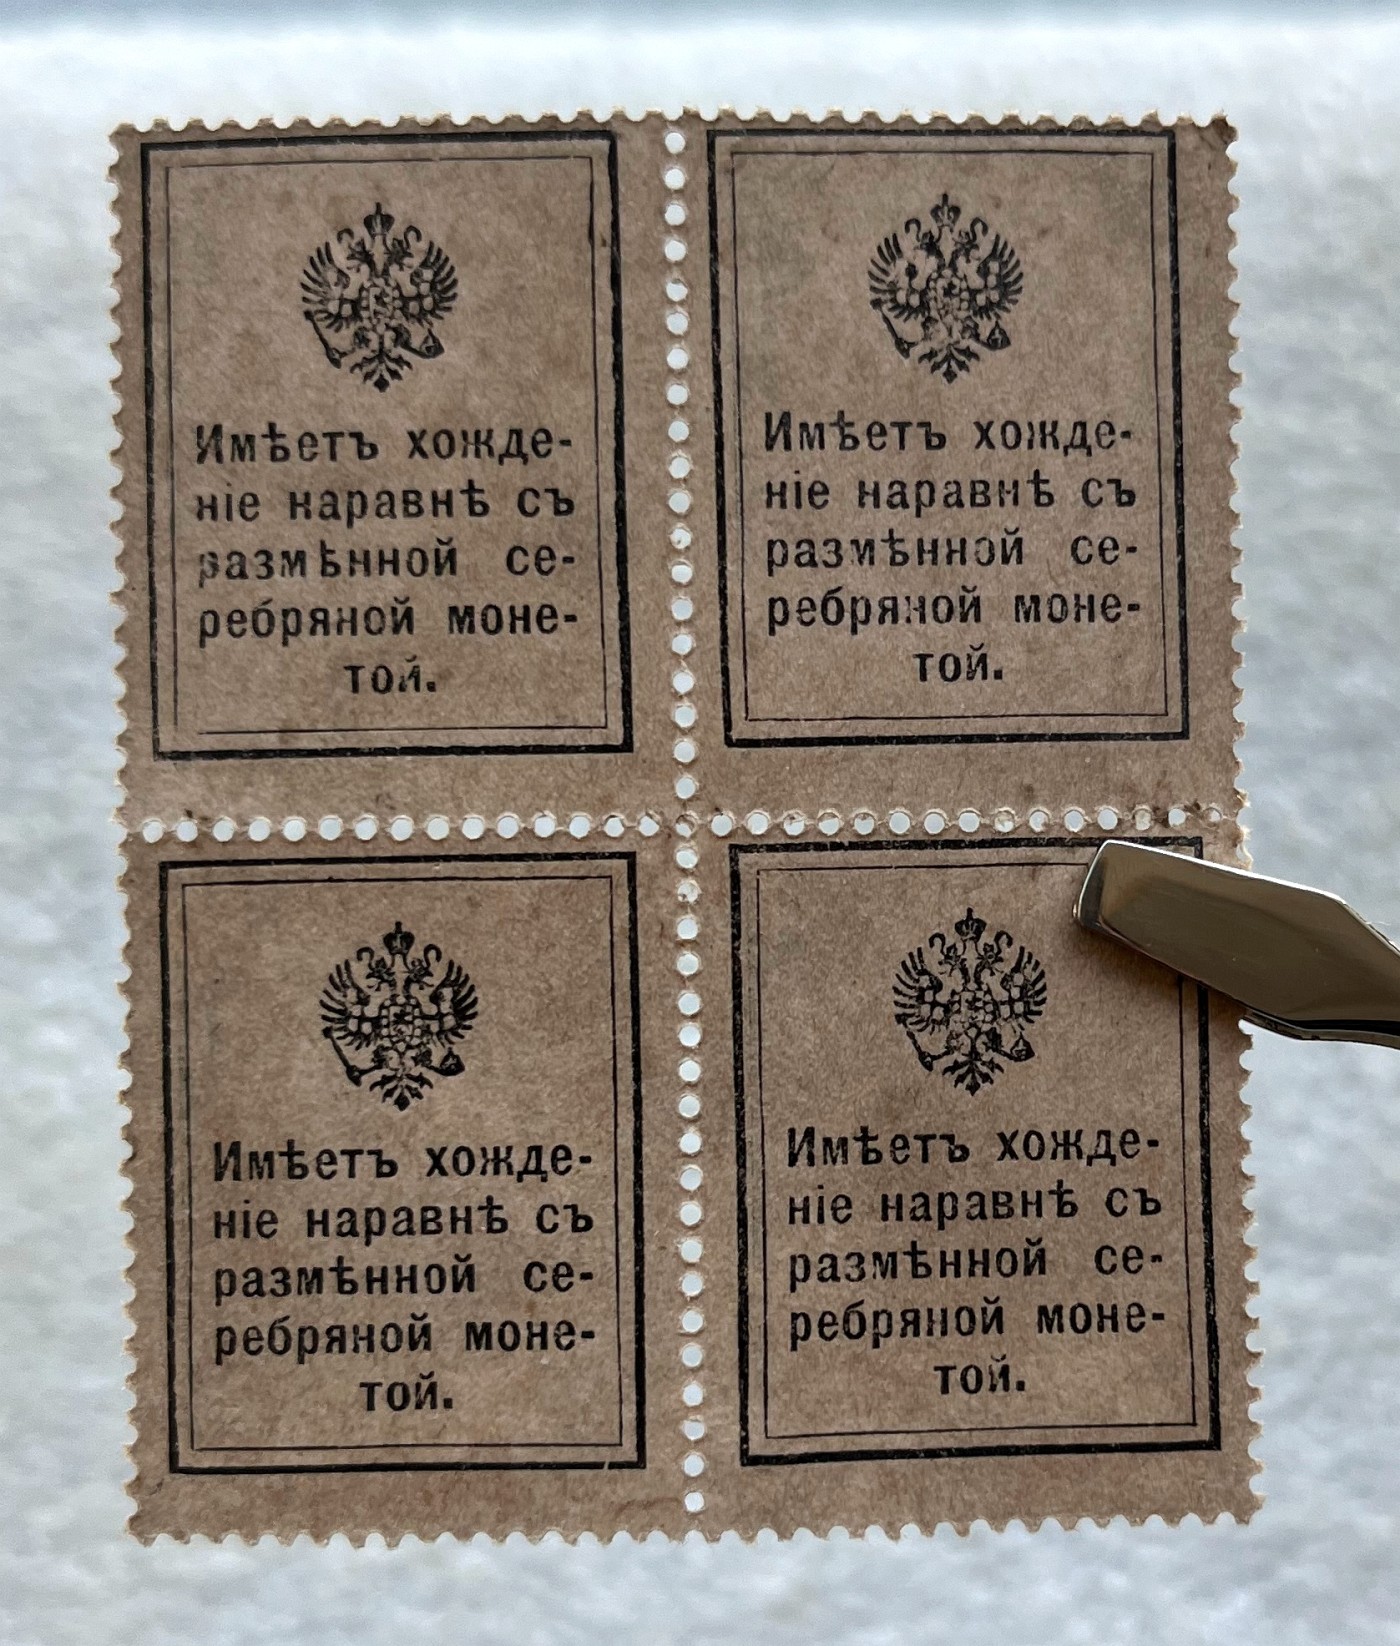 Имѣетъ хожде-
ніе наравнѣ съ
размѣнной се-
ребряной моне-
той.
Имѣетъ хожде-
ніе наравнѣ съ
размѣнной се-
ребряной моне-
той.
Имѣетъ хожде-
ніе наравнѣ съ
размѣнной се-
ребряной моне-
той.
Имѣетъ хожде-
ніе наравнѣ съ
размѣнной се-
ребряной моне-
той.